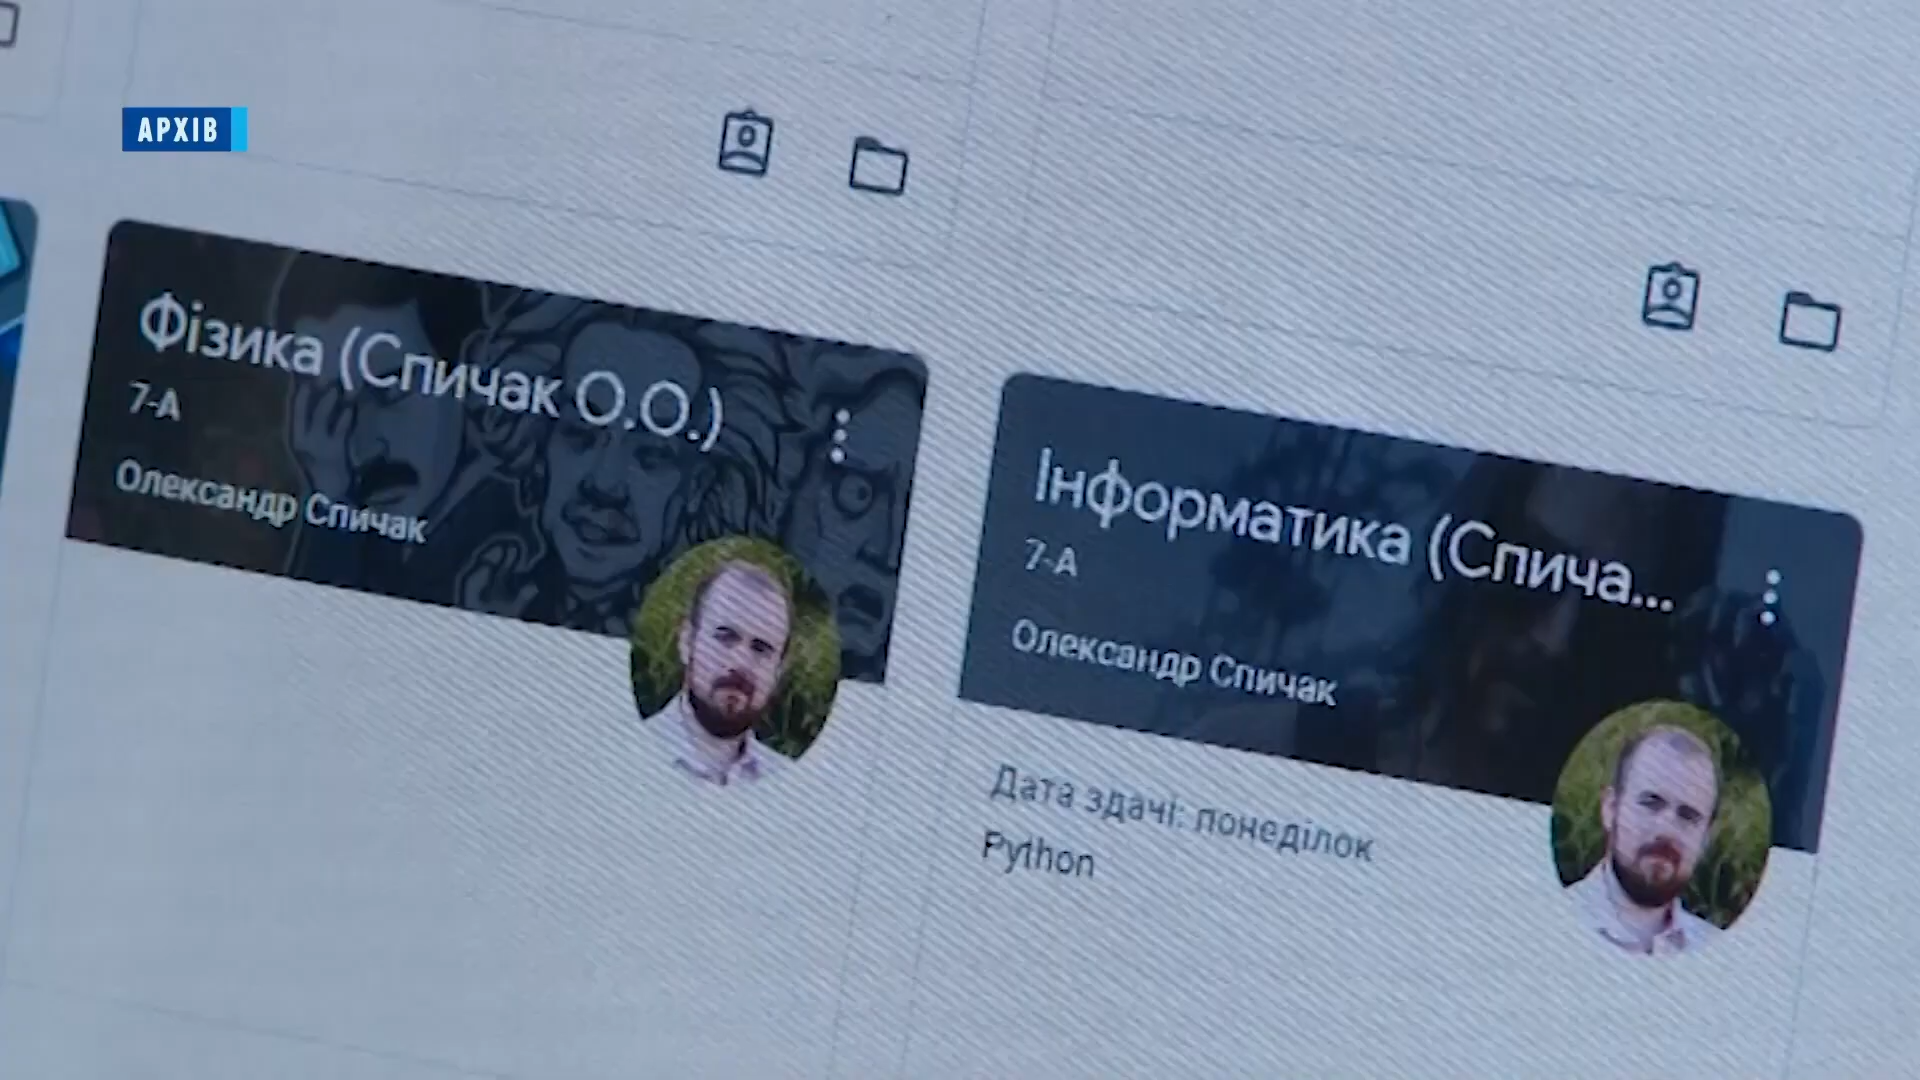 АРХІВ
Фізика (Спичак О.О.)
7-А
Олександр Спичак
Інформатика (Спича...
7-А
Олександр Спичак
Дата здачі: понеділок
Python